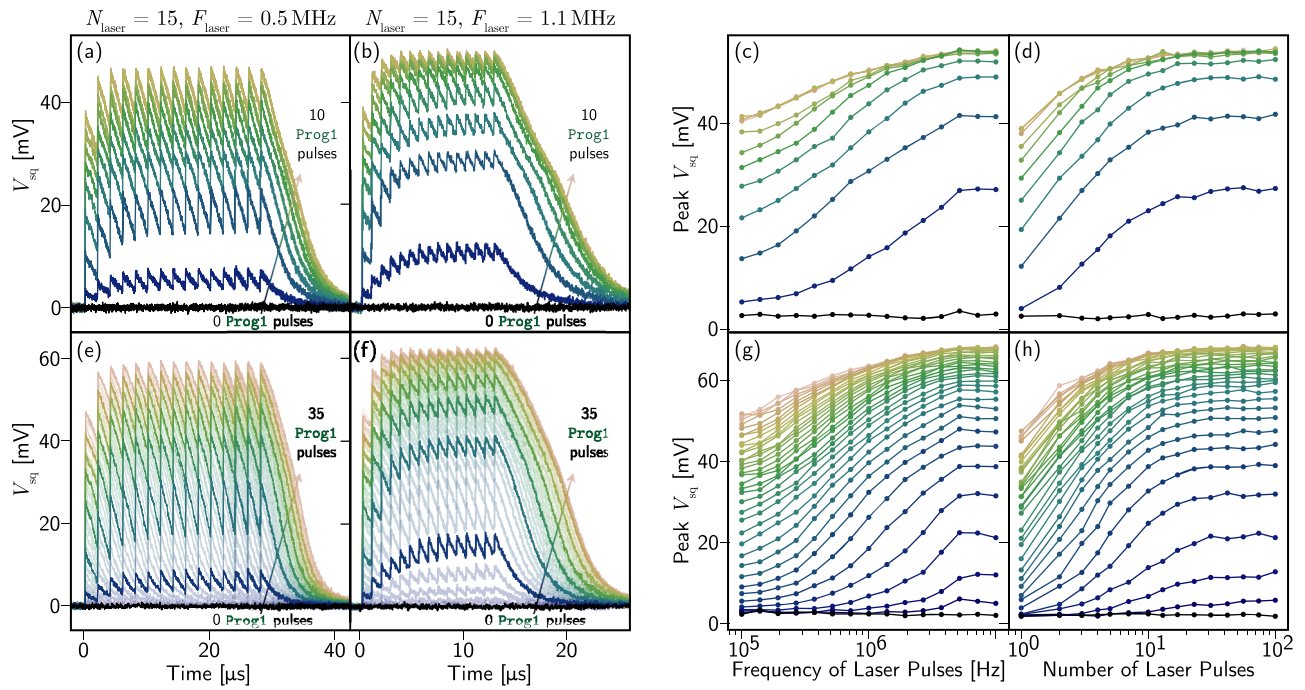 N_laser = 15, F_laser = 0.5 MHz
N_laser = 15, F_laser = 1.1 MHz
(a)
(b)
(c)
(d)
V_sq [mV]
40
20
0
10
Prog1
pulses
0 Prog1 pulses
10
Prog1
pulses
0 Prog1 pulses
Peak V_sq [mV]
40
20
0
(e)
(f)
(g)
(h)
V_sq [mV]
60
40
20
0
35
Prog1
pulses
0 Prog1 pulses
35
Prog1
pulses
0 Prog1 pulses
Peak V_sq [mV]
60
40
20
0
0 20 40
Time [µs]
0 10 20
Time [µs]
10^5 10^6
Frequency of Laser Pulses [Hz]
10^0 10^1 10^2
Number of Laser Pulses